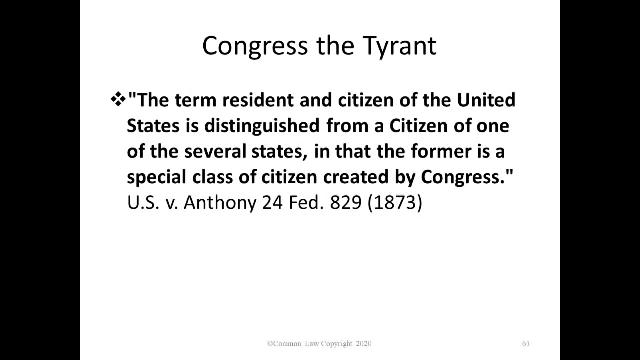 Congress the Tyrant
❖"The term resident and citizen of the United
States is distinguished from a Citizen of one
of the several states, in that the former is a
special class of citizen created by Congress."
U.S. v. Anthony 24 Fed. 829 (1873)
©Common Law Copyright 2020